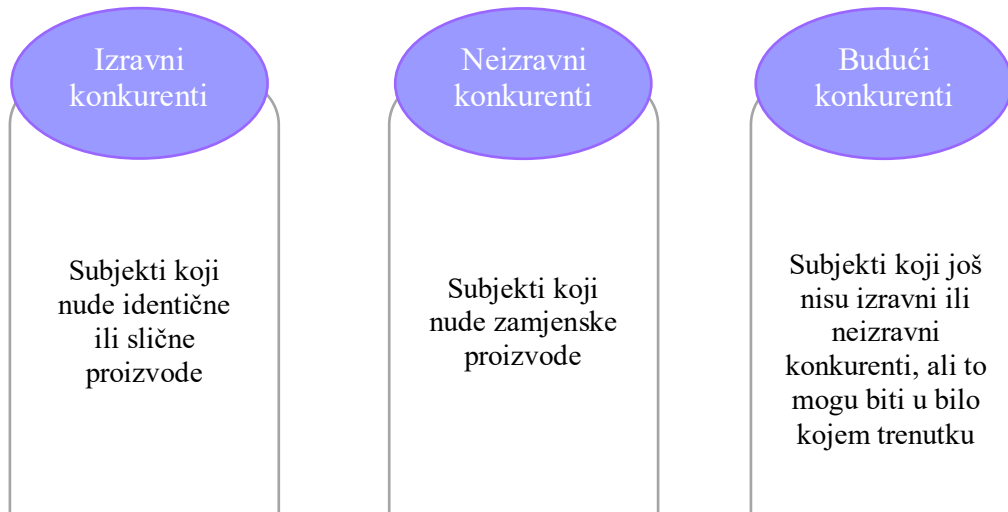 Izravni
konkurenti
Subjekti koji
nude identične
ili slične
proizvode
Neizravni
konkurenti
Subjekti koji
nude zamjenske
proizvode
Budući
konkurenti
Subjekti koji još
nisu izravni ili
neizravni
konkurenti, ali to
mogu biti u bilo
kojem trenutku